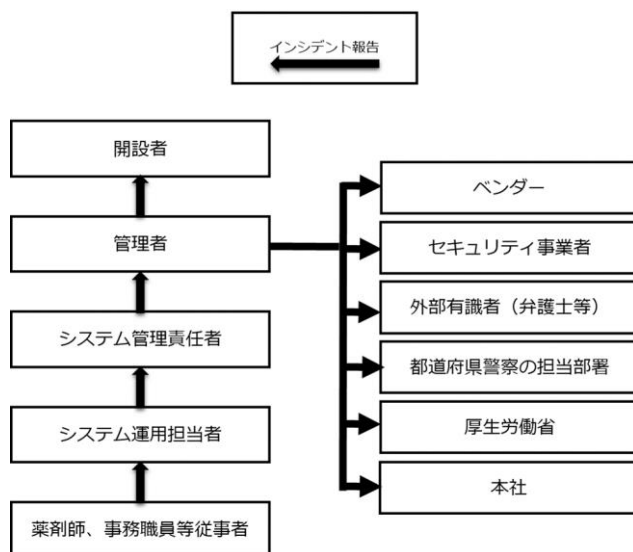 インシデント報告
開設者
管理者
システム管理責任者
システム運用担当者
薬剤師、事務職員等従事者
ベンダー
セキュリティ事業者
外部有識者（弁護士等）
都道府県警察の担当部署
厚生労働省
本社